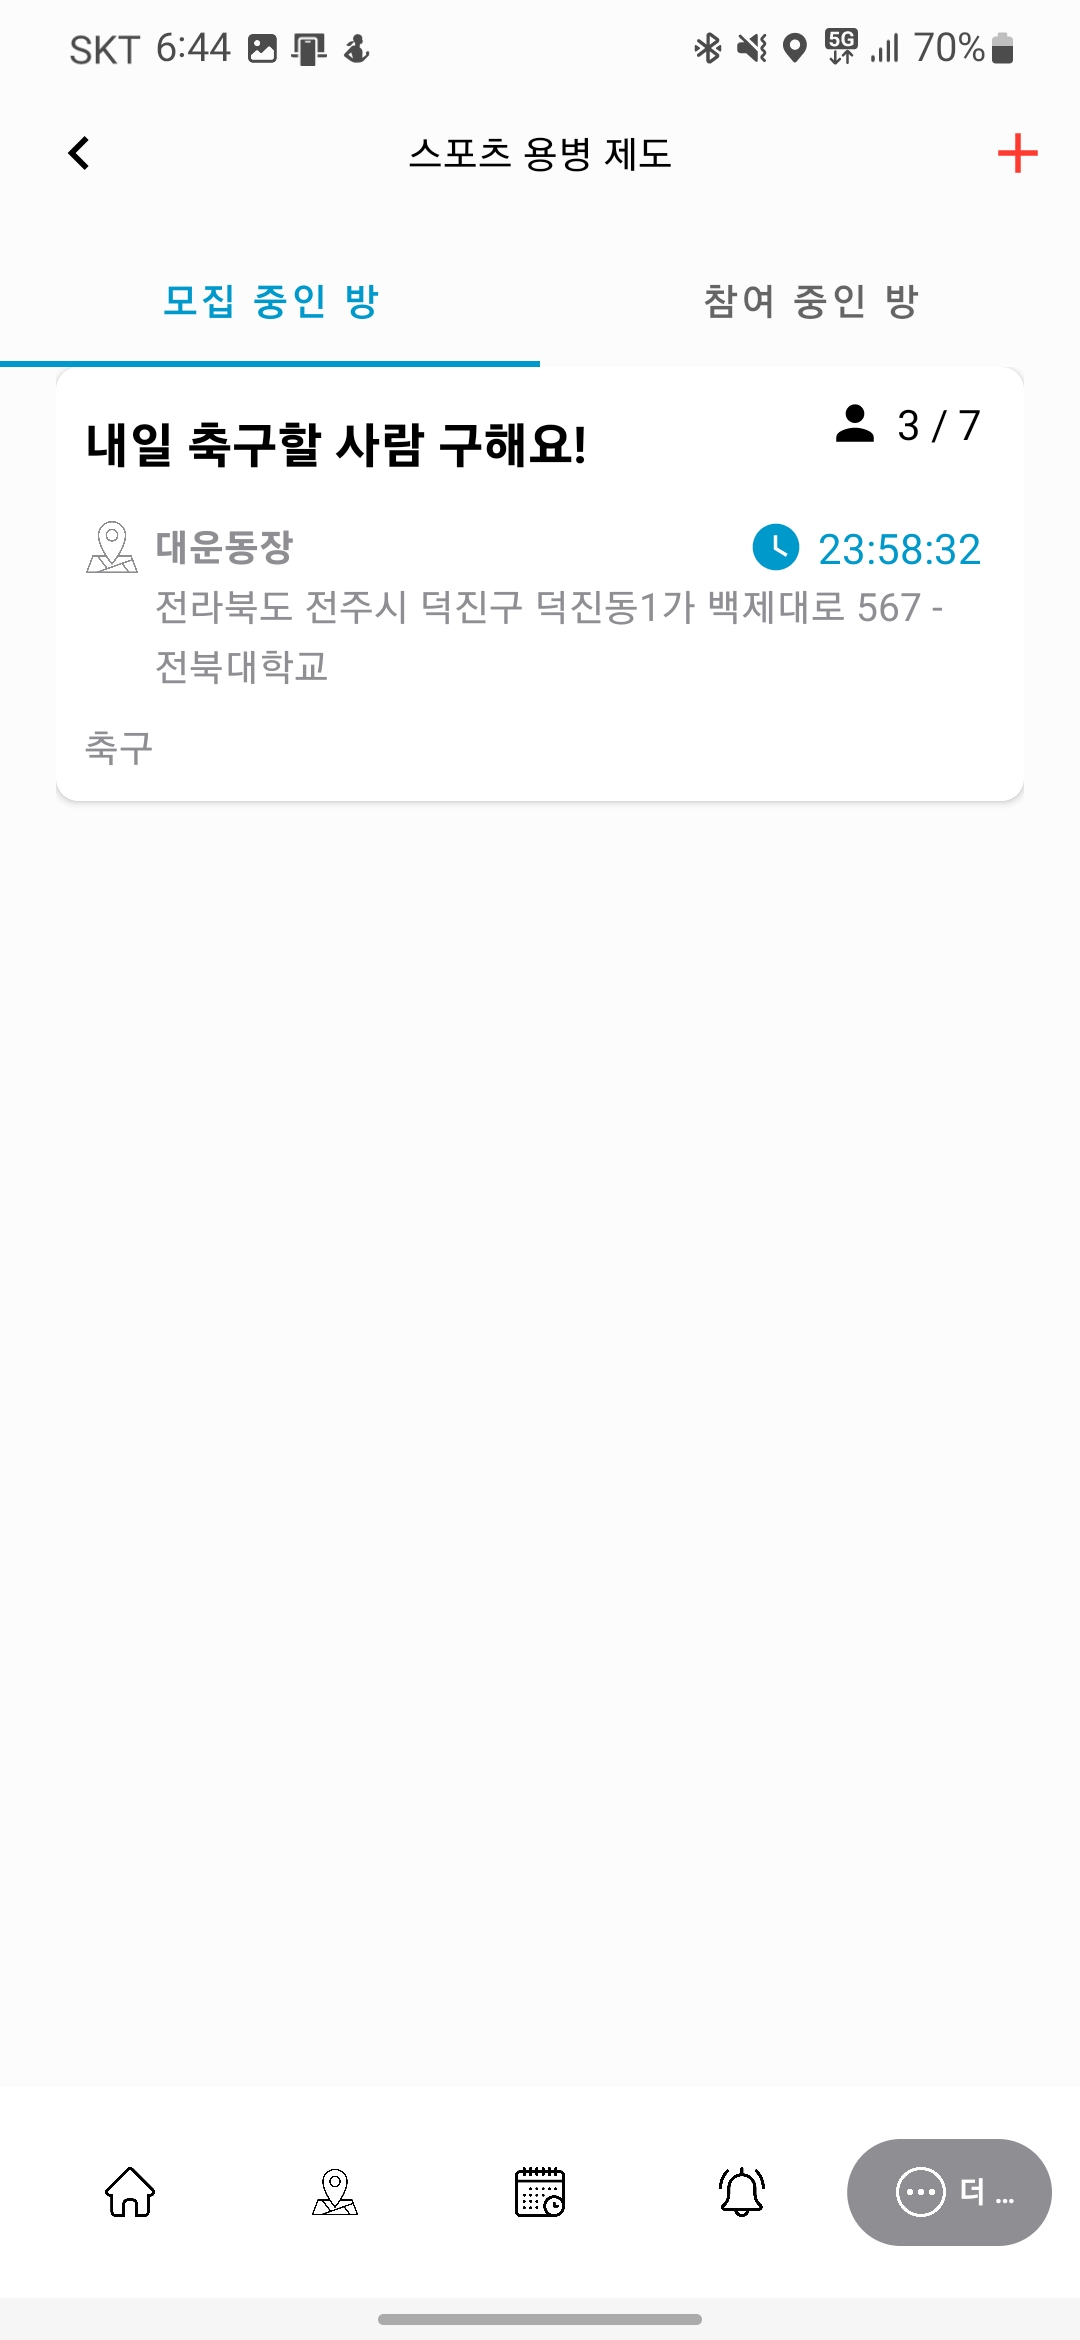 SKT 6:44 5G 70%
스포츠 용병 제도
모집 중인 방 참여 중인 방
내일 축구할 사람 구해요! 3 / 7
대운동장 23:58:32
전라북도 전주시 덕진구 덕진동1가 백제대로 567 -
전북대학교
축구
더 ...